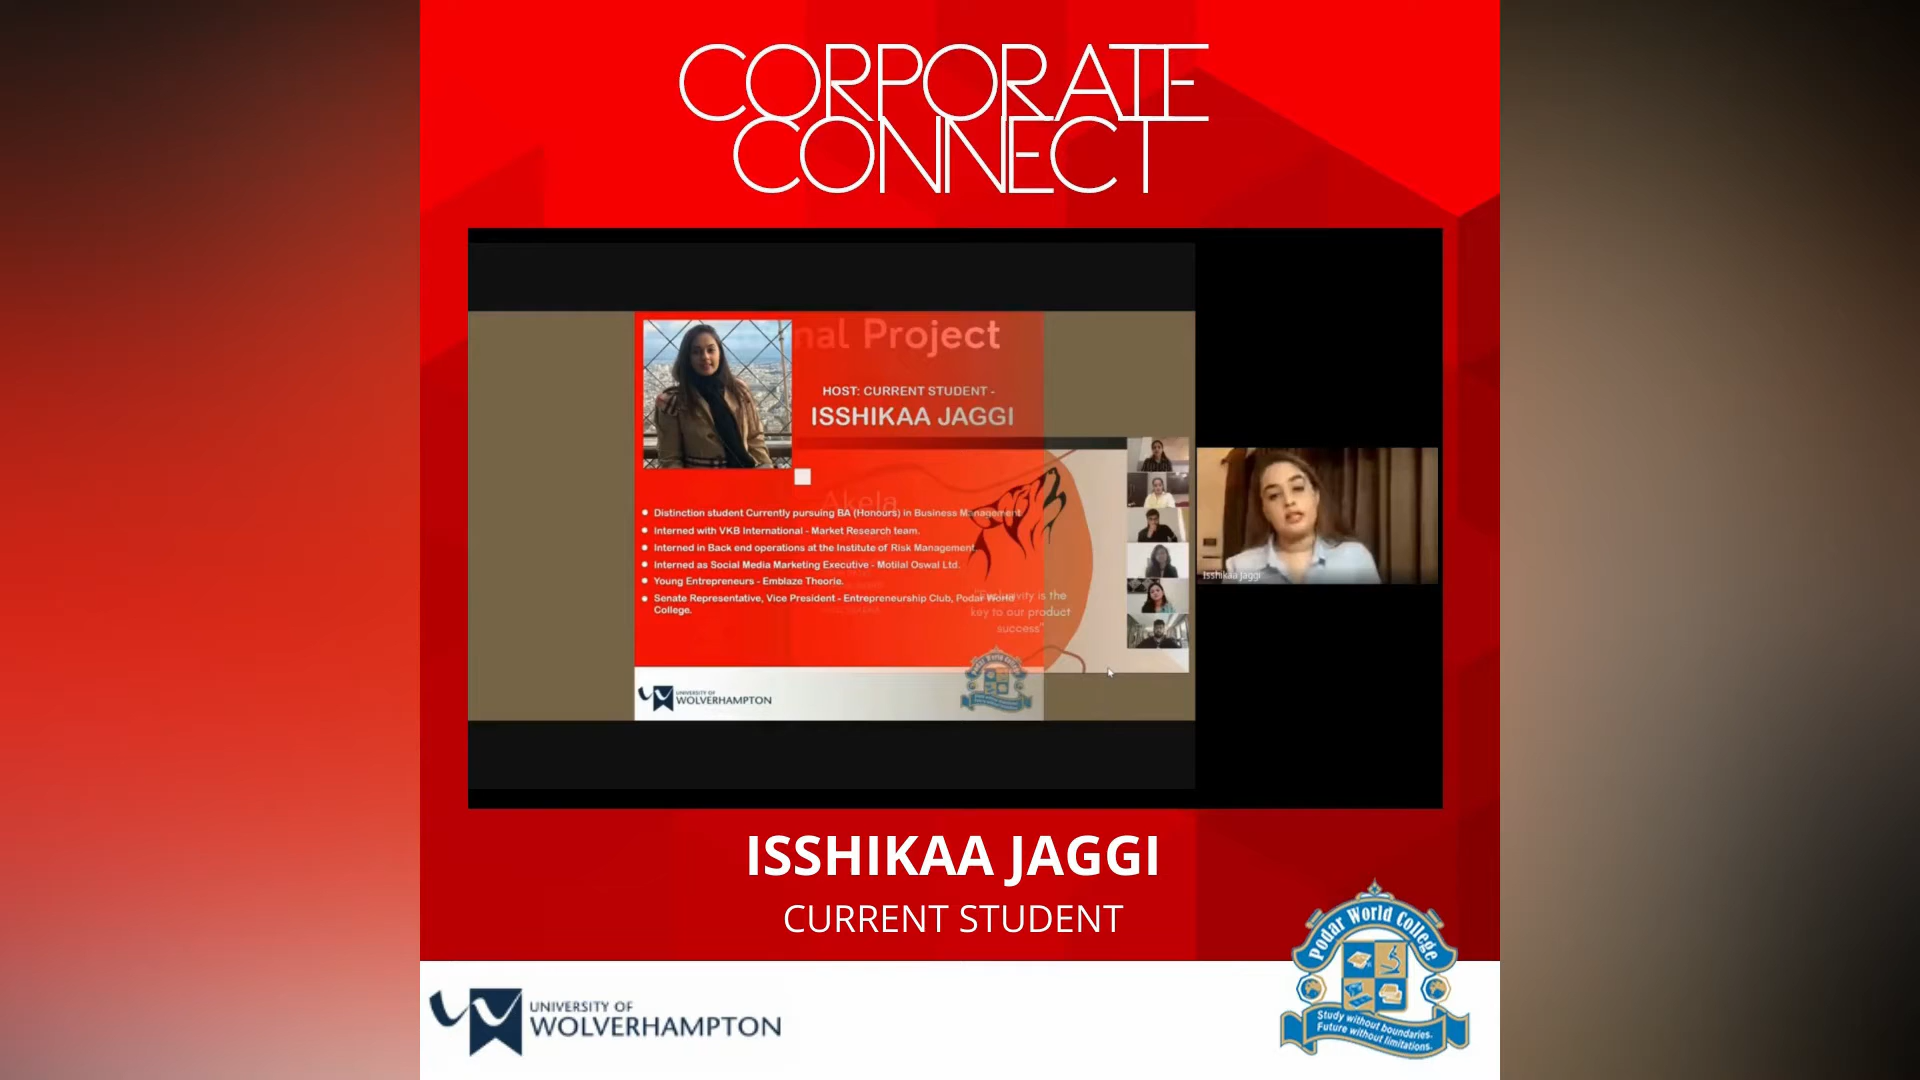 CORPORATE
CONNECT
nal Project
HOST: CURRENT STUDENT -
ISSHIKAA JAGGI
Akela
Distinction student Currently pursuing BA (Honours) in Business Management
Interned with VKB International - Market Research team.
Interned in Back end operations at the Institute of Risk Management
Interned as Social Media Marketing Executive - Motilal Oswal Ltd.
Young Entrepreneurs - Emblaze Theorie.
Senate Representative, Vice President - Entrepreneurship Club, Podar World
College.
is the
key to our product
success"
UNIVERSITY OF
WOLVERHAMPTON
Isshikaa Jaggi
ISSHIKAA JAGGI
CURRENT STUDENT
UNIVERSITY OF
WOLVERHAMPTON
Podar World College
Study without boundaries.
Future without limitations.